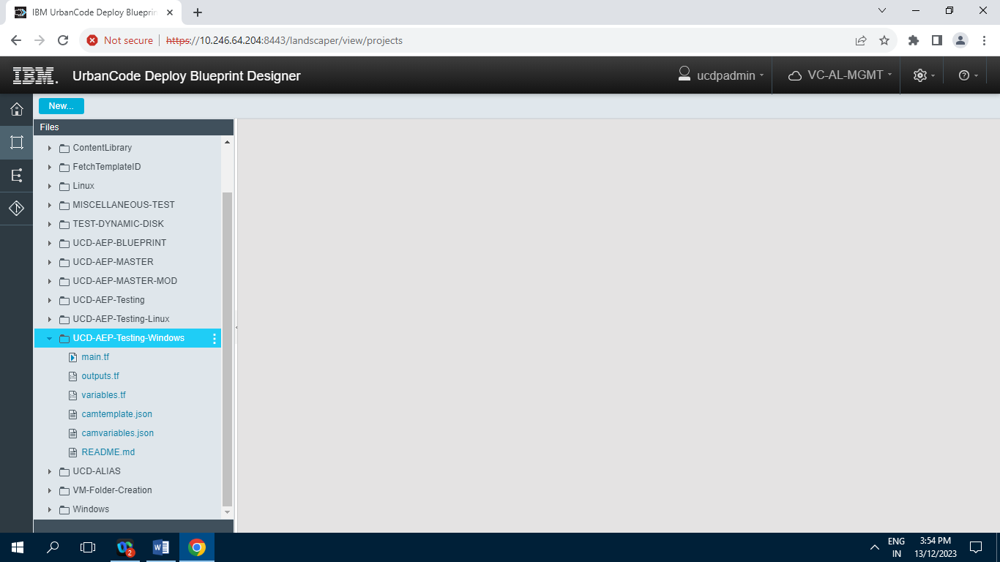 IBM UrbanCode Deploy Blueprin
Not secure
https://10.246.64.204:8443/landscaper/view/projects
IBM. UrbanCode Deploy Blueprint Designer
ucdpadmin
VC-AL-MGMT
New...
Files
ContentLibrary
FetchTemplateID
Linux
MISCELLANEOUS-TEST
TEST-DYNAMIC-DISK
UCD-AEP-BLUEPRINT
UCD-AEP-MASTER
UCD-AEP-MASTER-MOD
UCD-AEP-Testing
UCD-AEP-Testing-Linux
UCD-AEP-Testing-Windows
main.tf
outputs.tf
variables.tf
camtemplate.json
camvariables.json
README.md
UCD-ALIAS
VM-Folder-Creation
Windows
2
W
ENG
IN
3:54 PM
13/12/2023